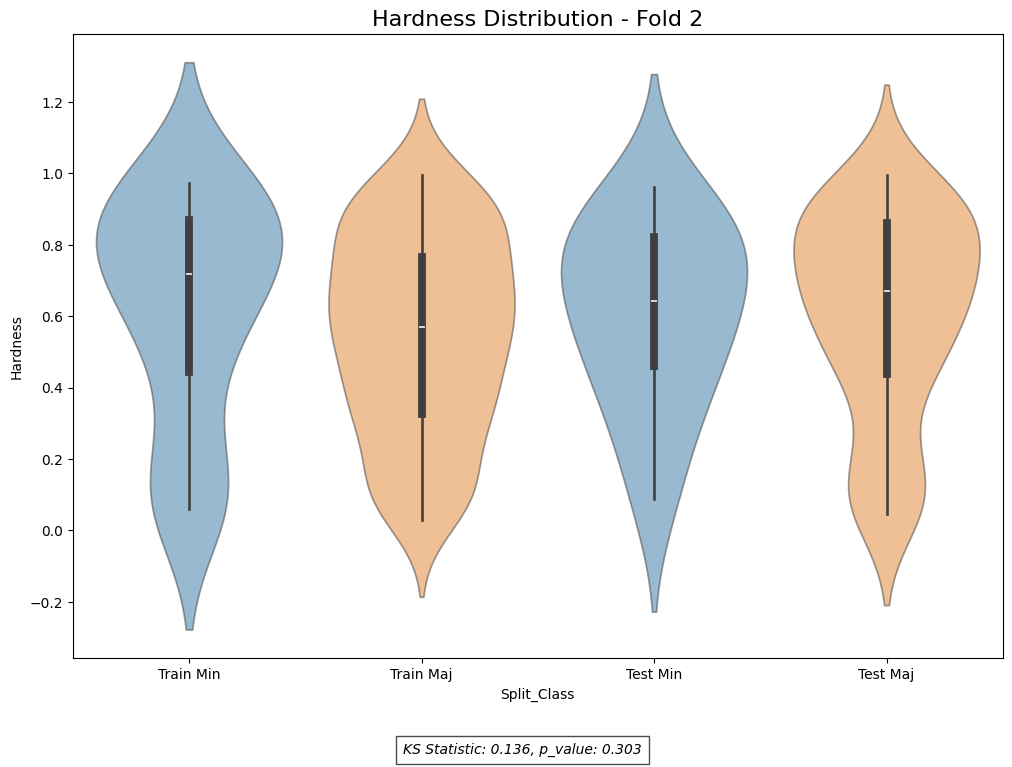 Hardness Distribution - Fold 2
Hardness
1.2
1.0
0.8
0.6
0.4
0.2
0.0
−0.2
Train Min
Train Maj
Test Min
Test Maj
Split_Class
KS Statistic: 0.136, p_value: 0.303